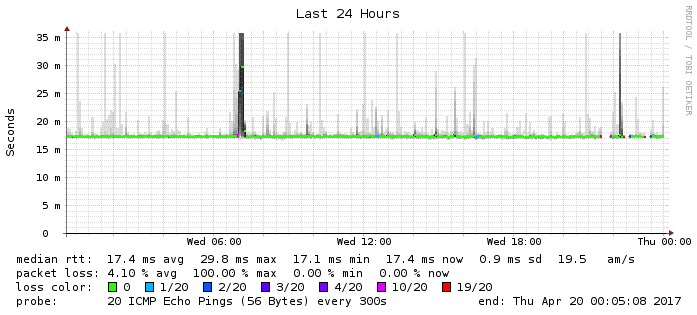 Last 24 Hours
RRDTOOL / TOBI OETIKER
Seconds
35 m
30 m
25 m
20 m
15 m
10 m
5 m
0
Wed 06:00 Wed 12:00 Wed 18:00 Thu 00:00
median rtt: 17.4 ms avg 29.8 ms max 17.1 ms min 17.4 ms now 0.9 ms sd 19.5 am/s
packet loss: 4.10 % avg 100.00 % max 0.00 % min 0.00 % now
loss color: 0 1/20 2/20 3/20 4/20 10/20 19/20
probe: 20 ICMP Echo Pings (56 Bytes) every 300s end: Thu Apr 20 00:05:08 2017